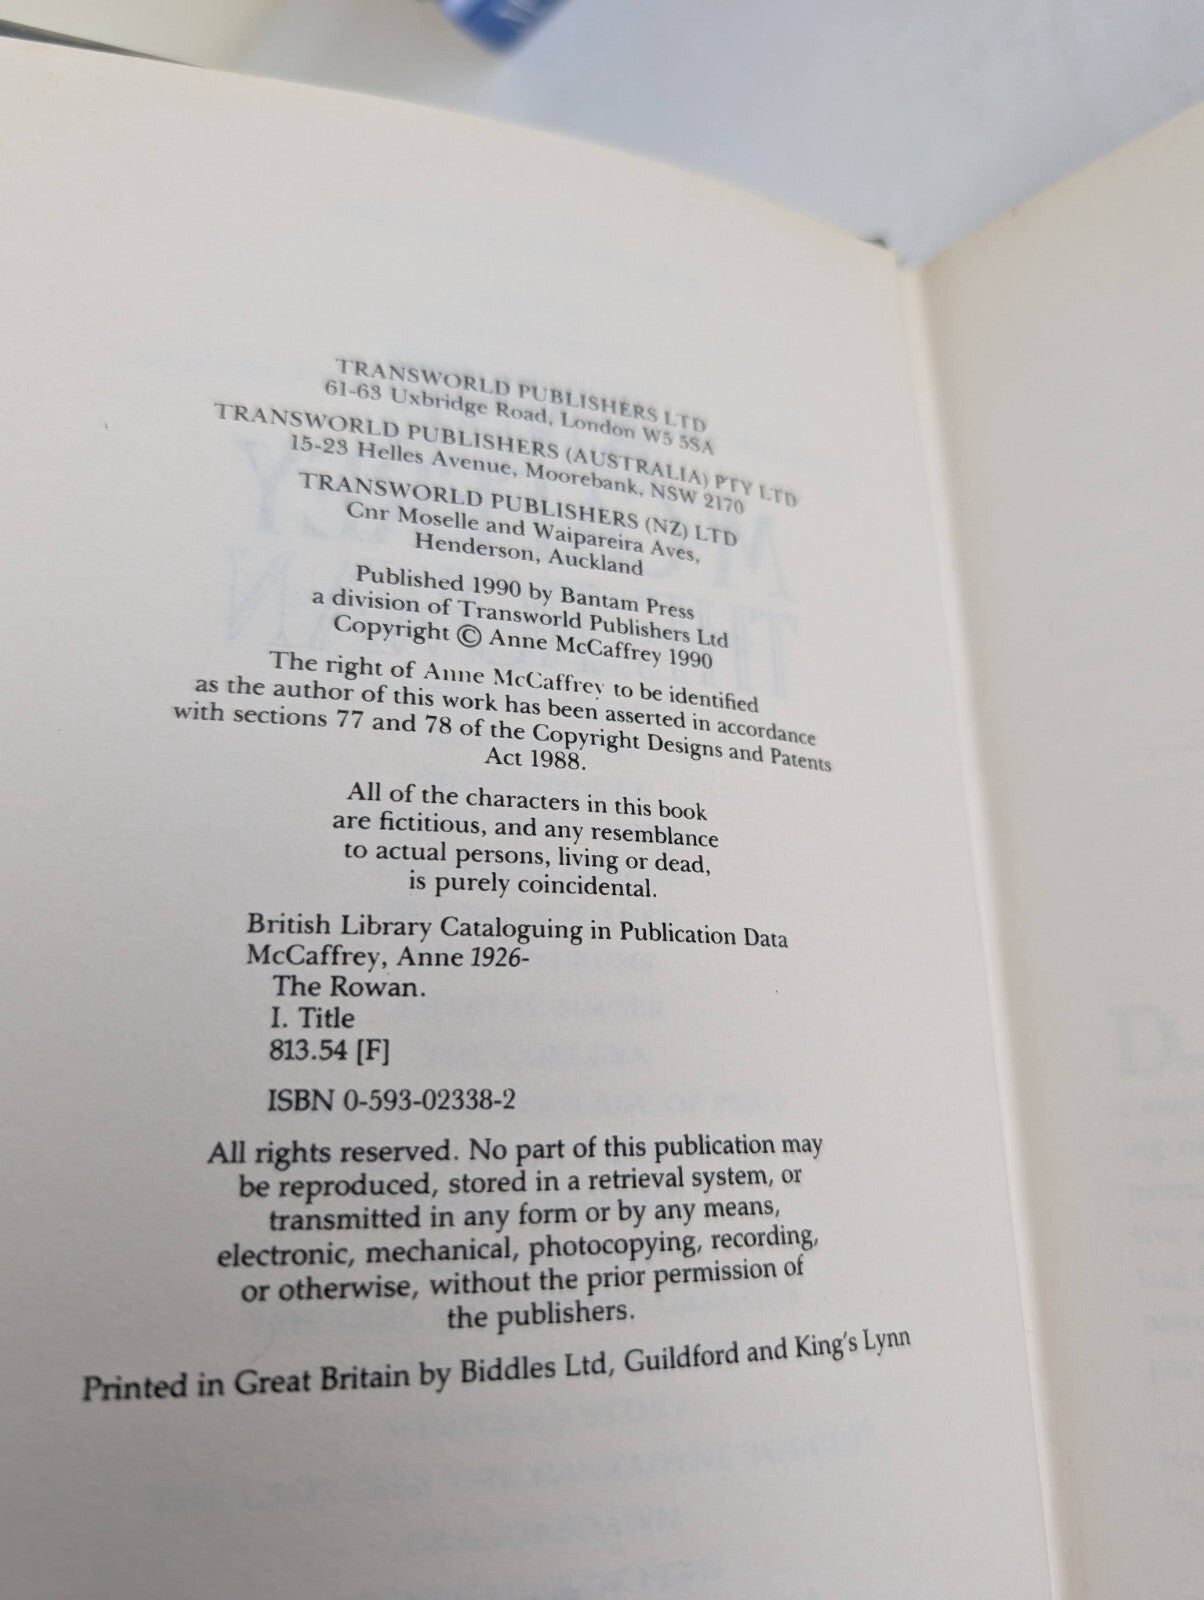 TRANSWORLD PUBLISHERS LTD
61-63 Uxbridge Road, London W5 5SA
TRANSWORLD PUBLISHERS (AUSTRALIA) PTY LTD
15-23 Helles Avenue, Moorebank, NSW 2170
TRANSWORLD PUBLISHERS (NZ) LTD
Cnr Moselle and Waipareira Aves,
Henderson, Auckland
Published 1990 by Bantam Press
a division of Transworld Publishers Ltd
Copyright © Anne McCaffrey 1990
The right of Anne McCaffrey to be identified
as the author of this work has been asserted in accordance
with sections 77 and 78 of the Copyright Designs and Patents
Act 1988.
All of the characters in this book
are fictitious, and any resemblance
to actual persons, living or dead,
is purely coincidental.
British Library Cataloguing in Publication Data
McCaffrey, Anne 1926-
The Rowan.
I. Title
813.54 [F]
ISBN 0-593-02338-2
All rights reserved. No part of this publication may
be reproduced, stored in a retrieval system, or
transmitted in any form or by any means,
electronic, mechanical, photocopying, recording,
or otherwise, without the prior permission of
the publishers.
Printed in Great Britain by Biddles Ltd, Guildford and King's Lynn